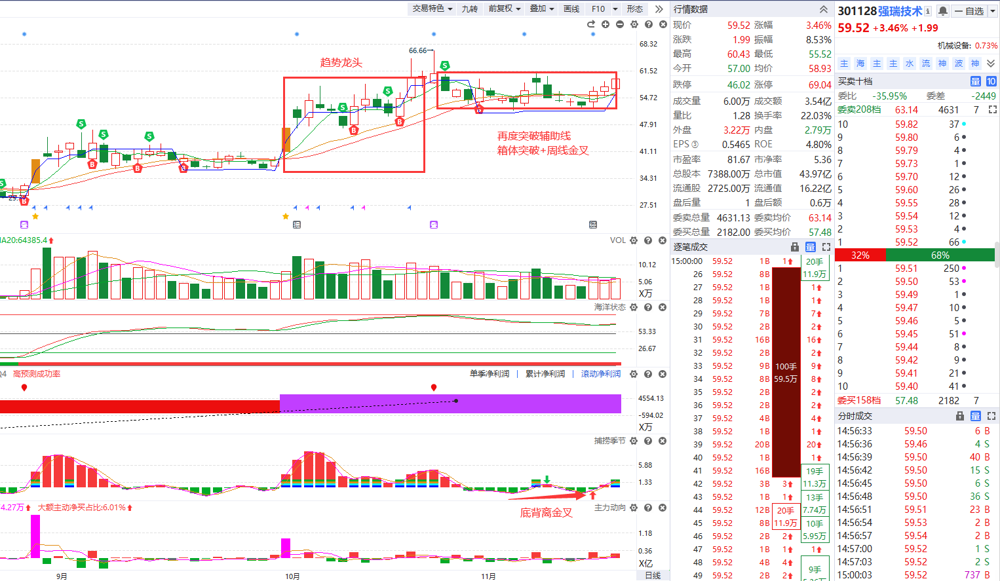 交易特色 九转 前复权 叠加 画线 F10 形态
趋势龙头
66.66
再度突破辅助线
箱体突破+周线金叉
68.32
61.52
54.72
47.91
41.11
34.31
27.51
MA20:64385.4
VOL
10.12
5.06
X万
海洋状态
53.33
26.67
Q4 高预测成功率
单季净利润 | 累计净利润 | 滚动净利润
4554.13
-594.02
X万
捕捞季节
5.88
1.33
底背离金叉
4.27万 大额主动净买占比:6.01%
主力动向
1.18
0.36
X亿
9月 10月 11月 日线
行情数据
现价 59.52 涨幅 3.46%
涨跌 1.99 振幅 8.53%
最高 60.43 最低 55.52
今开 57.00 均价 58.93
跌停 46.02 涨停 69.04
成交量 6.00万 成交额 3.54亿
量比 1.28 换手率 22.03%
外盘 3.22万 内盘 2.79万
EPS③ 0.5465 ROE 4.80%
市盈率 81.67 市净率 5.36
总股本 7388.00万 总市值 43.97亿
流通股 2725.00万 流通值 16.22亿
盘后量 1 盘后额 0.6万
委卖总量 4631.13 委卖均价 63.14
委买总量 2182.00 委买均价 57.48
逐笔成交 量
15:00:00 59.52 1B 1 20手
26 59.52 8B 11.9万
27 59.52 1B 1
28 59.52 1B 1
29 59.52 7B 7
30 59.52 2B 2
31 59.52 16B 16
32 59.52 2B 2
33 59.52 9B 100手 9
34 59.52 8B 59.5万 8
35 59.52 2B 2
36 59.52 2B 2
37 59.52 4B 4
38 59.52 1B 1
39 59.52 20B 20
40 59.52 1B 1
41 59.52 16B 19手
42 59.52 3B 3 11.3万
43 59.52 1B 1 13手
44 59.52 12B 20手 7.74万
45 59.52 8B 11.9万 10手
46 59.52 2B 2 5.95万
47 59.52 1B 1 1
48 59.52 4B 4
49 59.52 2B 2 9手
301128强瑞技术 自选
59.52 +3.46% +1.99
机械设备: 0.73%
主 海 主 主 水 流 神 波 神
买卖十档 量 10
委比 -35.95% 委差 -2449
委卖208档 63.14 4631 7
10 59.82 37
9 59.80 6
8 59.79 4
7 59.73 1
6 59.70 12
5 59.60 26
4 59.55 28
3 59.54 12
2 59.53 4
1 59.52 66
32% 68%
1 59.51 250
2 59.50 53
3 59.49 1
4 59.47 10
5 59.46 5
6 59.45 51
7 59.44 8
8 59.42 9
9 59.41 21
10 59.40 41
委买158档 57.48 2182 7
分时成交 量
14:56:33 59.50 6 B
14:56:36 59.46 4 S
14:56:39 59.50 40 B
14:56:42 59.50 15 S
14:56:45 59.50 6 S
14:56:48 59.50 36 S
14:56:51 59.51 23 B
14:56:54 59.53 2 B
14:56:57 59.54 2 B
14:57:00 59.52 1 S
14:57:03 59.52 2 S
15:00:03 59.52 737 B